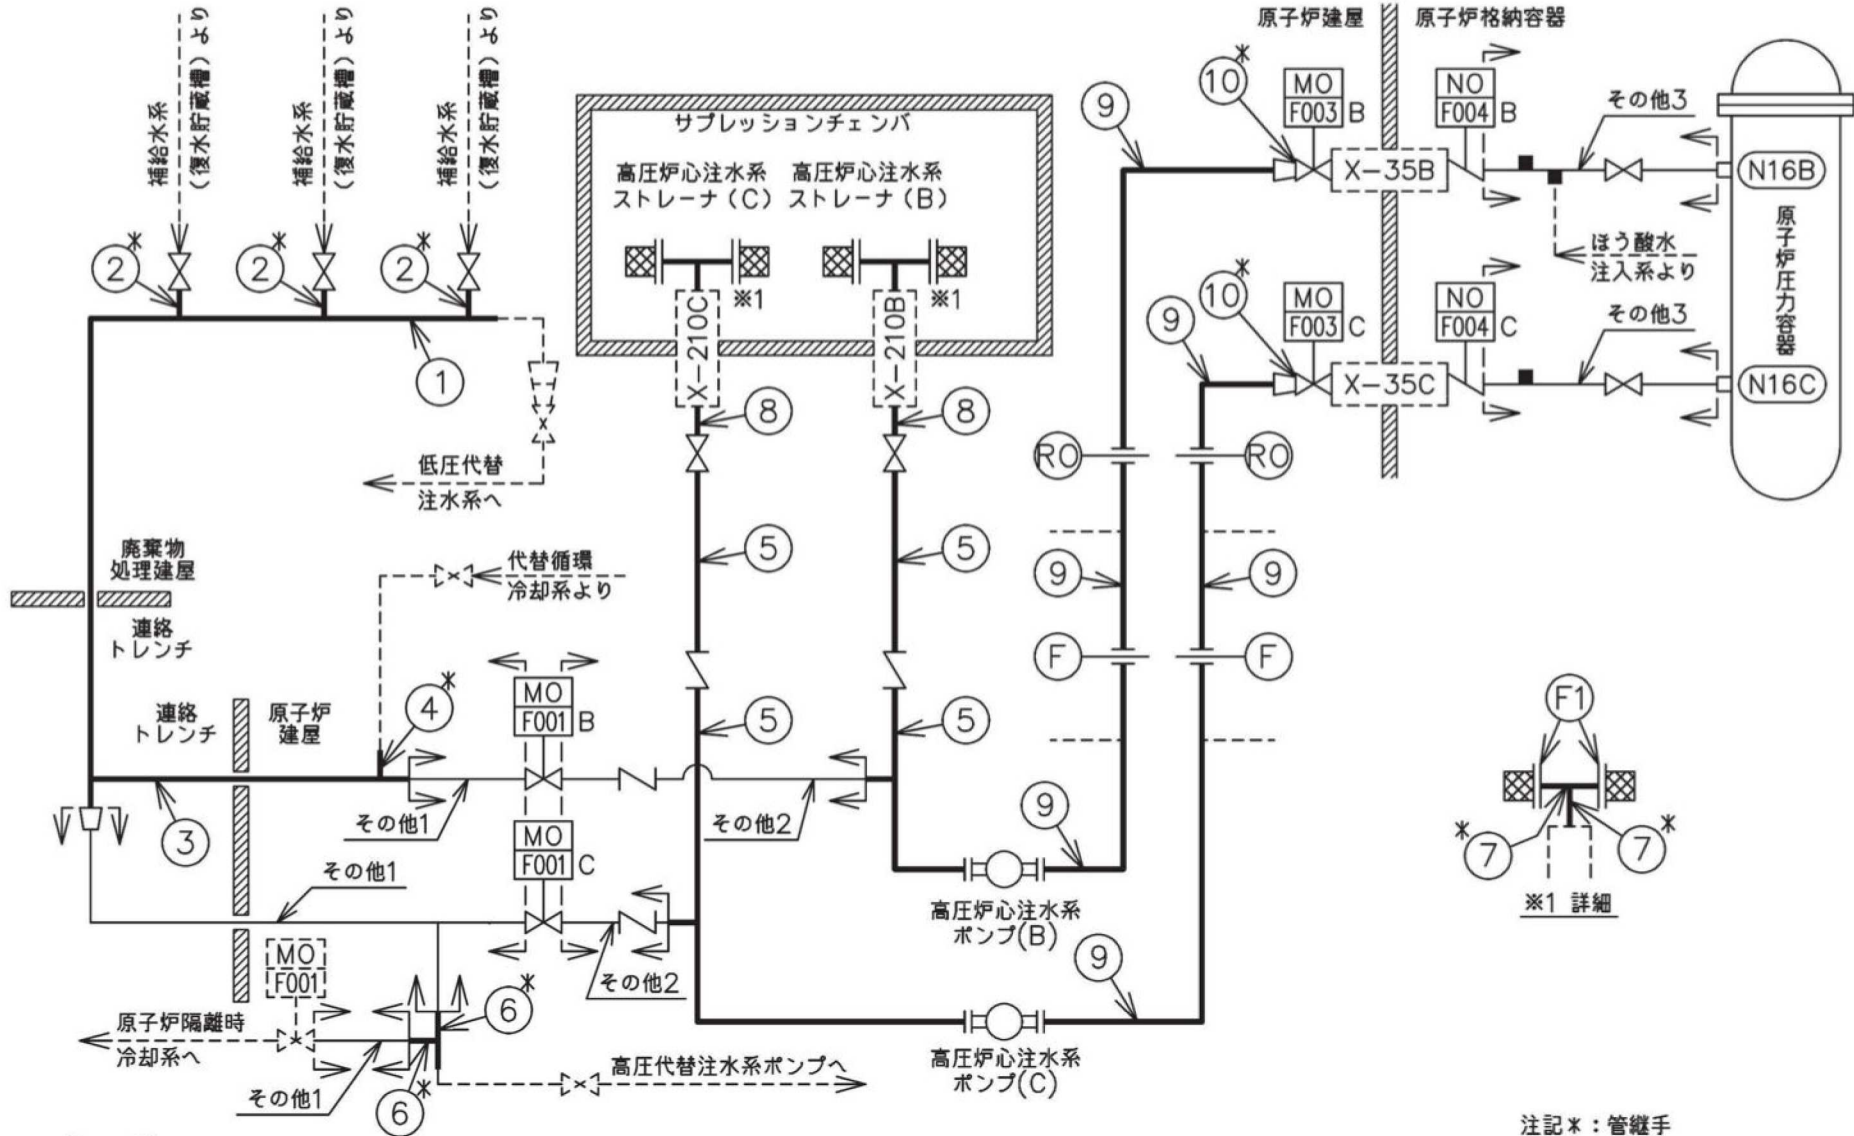 補給水系
(復水貯蔵槽)より
補給水系
(復水貯蔵槽)より
補給水系
(復水貯蔵槽)より
2*
2*
2*
1
低圧代替
注水系へ
サプレッションチェンバ
高圧炉心注水系
ストレーナ(C)
高圧炉心注水系
ストレーナ(B)
※1
※1
X-210C
X-210B
8
8
5
5
5
5
原子炉建屋
原子炉格納容器
9
10*
MO
F003 B
NO
F004 B
その他3
X-35B
N16B
ほう酸水
注入系より
原子炉圧力容器
9
10*
MO
F003 C
NO
F004 C
その他3
X-35C
N16C
RO
RO
9
9
F
F
廃棄物
処理建屋
連絡
トレンチ
代替循環
冷却系より
連絡
トレンチ
原子炉
建屋
4*
MO
F001 B
3
その他1
その他2
MO
F001 C
その他1
その他2
MO
F001
6*
原子炉隔離時
冷却系へ
その他1
6*
高圧代替注水系ポンプへ
9
高圧炉心注水系
ポンプ(B)
9
高圧炉心注水系
ポンプ(C)
F1
*7
7*
※1 詳細
注記*:管継手